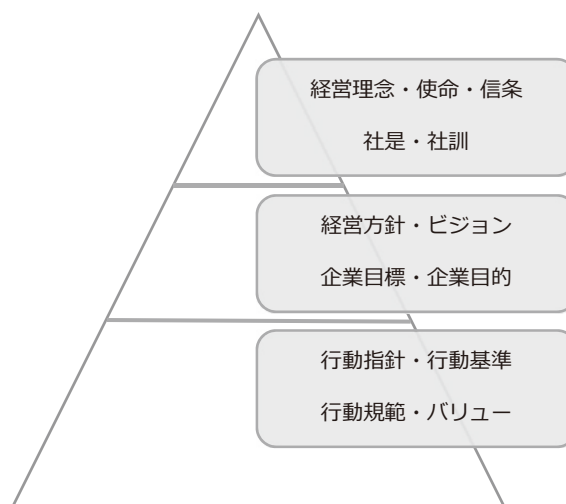 経営理念・使命・信条
社是・社訓
経営方針・ビジョン
企業目標・企業目的
行動指針・行動基準
行動規範・バリュー